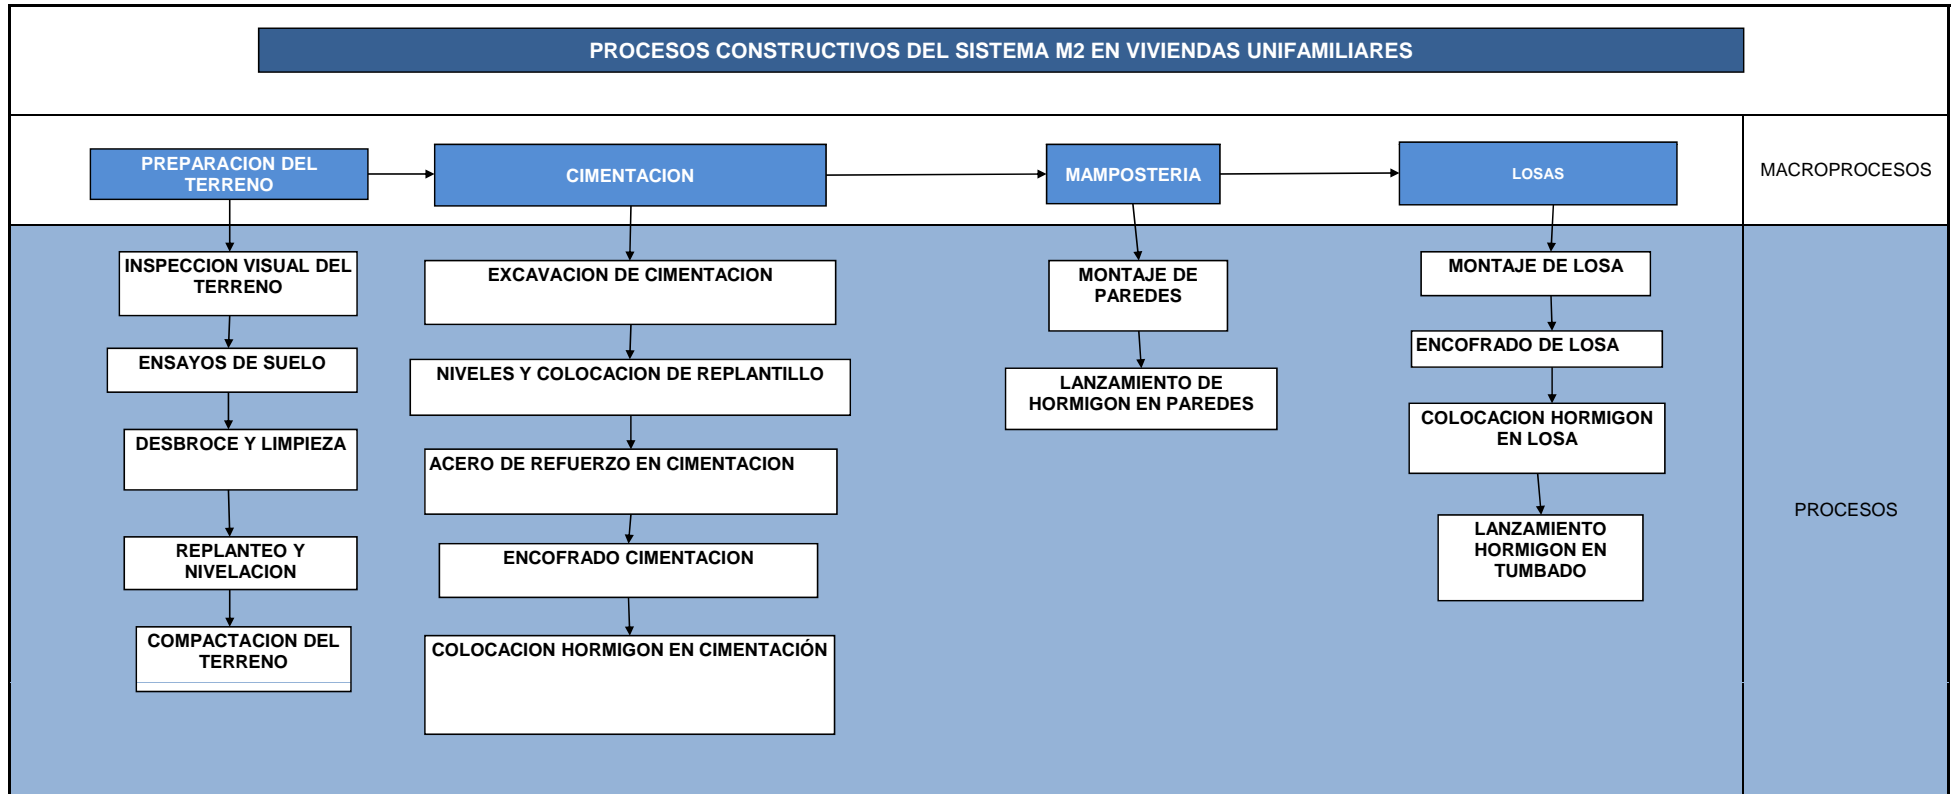 PROCESOS CONSTRUCTIVOS DEL SISTEMA M2 EN VIVIENDAS UNIFAMILIARES
PREPARACION DEL
TERRENO
CIMENTACION
MAMPOSTERIA
LOSAS
MACROPROCESOS
INSPECCION VISUAL DEL
TERRENO
ENSAYOS DE SUELO
DESBROCE Y LIMPIEZA
REPLANTEO Y
NIVELACION
COMPACTACION DEL
TERRENO
EXCAVACION DE CIMENTACION
NIVELES Y COLOCACION DE REPLANTILLO
ACERO DE REFUERZO EN CIMENTACION
ENCOFRADO CIMENTACION
COLOCACION HORMIGON EN CIMENTACIÓN
MONTAJE DE
PAREDES
LANZAMIENTO DE
HORMIGON EN PAREDES
MONTAJE DE LOSA
ENCOFRADO DE LOSA
COLOCACION HORMIGON
EN LOSA
LANZAMIENTO
HORMIGON EN
TUMBADO
PROCESOS